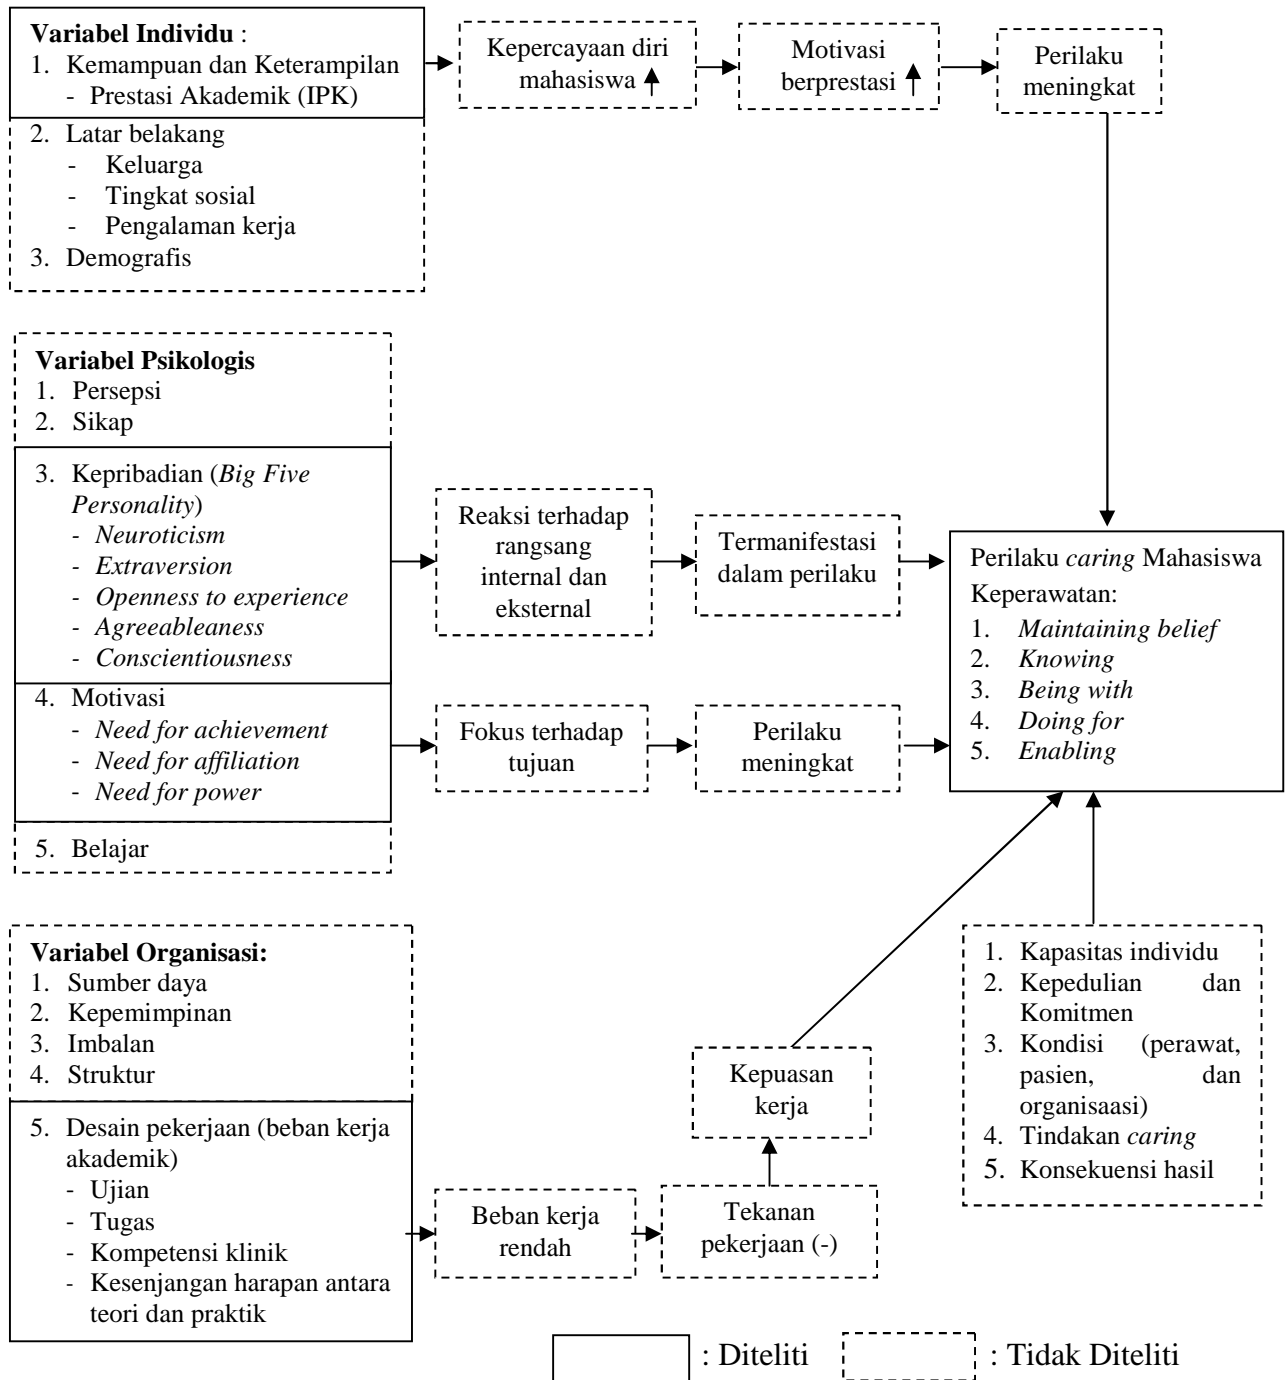 Variabel Individu :
1. Kemampuan dan Keterampilan
- Prestasi Akademik (IPK)
2. Latar belakang
- Keluarga
- Tingkat sosial
- Pengalaman kerja
3. Demografis
Kepercayaan diri
mahasiswa
Motivasi
berprestasi
Perilaku
meningkat
Variabel Psikologis
1. Persepsi
2. Sikap
3. Kepribadian (Big Five
Personality)
- Neuroticism
- Extraversion
- Openness to experience
- Agreeableaness
- Conscientiousness
4. Motivasi
- Need for achievement
- Need for affiliation
- Need for power
5. Belajar
Reaksi terhadap
rangsang
internal dan
eksternal
Termanifestasi
dalam perilaku
Fokus terhadap
tujuan
Perilaku
meningkat
Perilaku caring Mahasiswa
Keperawatan:
1. Maintaining belief
2. Knowing
3. Being with
4. Doing for
5. Enabling
Variabel Organisasi:
1. Sumber daya
2. Kepemimpinan
3. Imbalan
4. Struktur
5. Desain pekerjaan (beban kerja
akademik)
- Ujian
- Tugas
- Kompetensi klinik
- Kesenjangan harapan antara
teori dan praktik
Beban kerja
rendah
Tekanan
pekerjaan (-)
Kepuasan
kerja
1. Kapasitas individu
2. Kepedulian dan
Komitmen
3. Kondisi (perawat,
pasien, dan
organisaasi)
4. Tindakan caring
5. Konsekuensi hasil
: Diteliti
: Tidak Diteliti